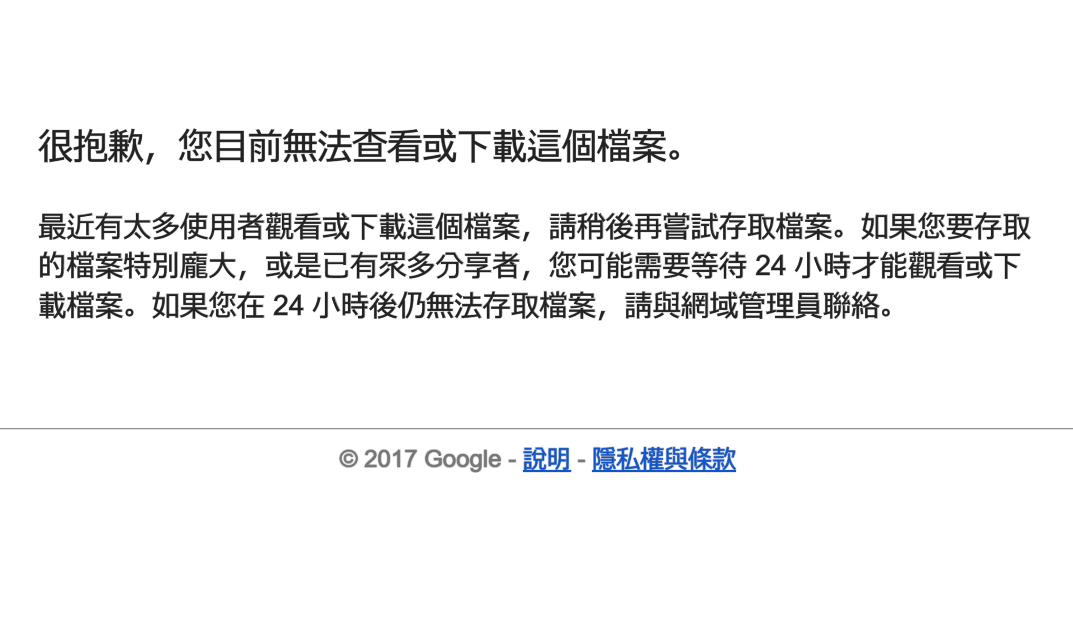 很抱歉，您目前無法查看或下載這個檔案。
最近有太多使用者觀看或下載這個檔案，請稍後再嘗試存取檔案。如果您要存取
的檔案特別龐大，或是已有眾多分享者，您可能需要等待 24 小時才能觀看或下
載檔案。如果您在 24 小時後仍無法存取檔案，請與網域管理員聯絡。
© 2017 Google - 說明 - 隱私權與條款